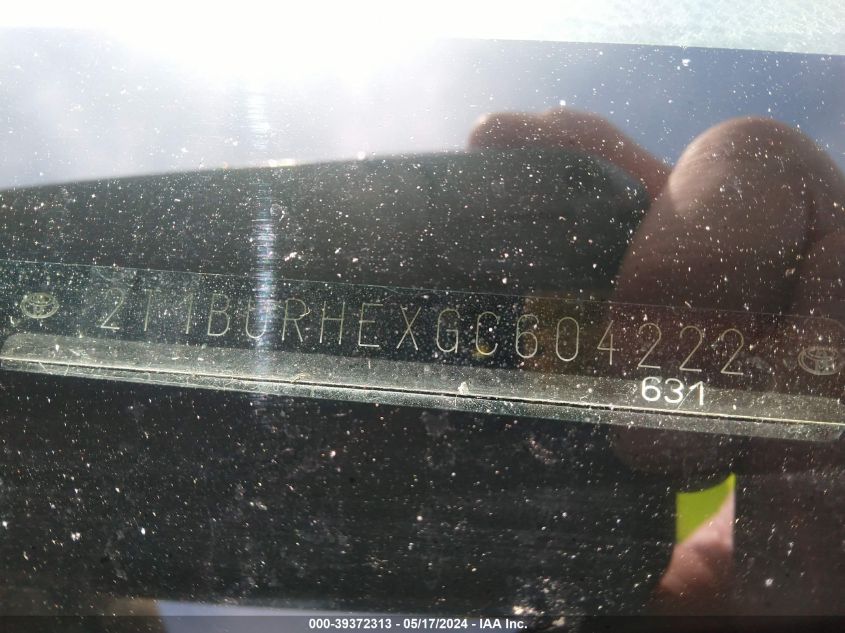 2T1BURHEXGC604222
631
000-39372313 - 05/17/2024 - IAA Inc.